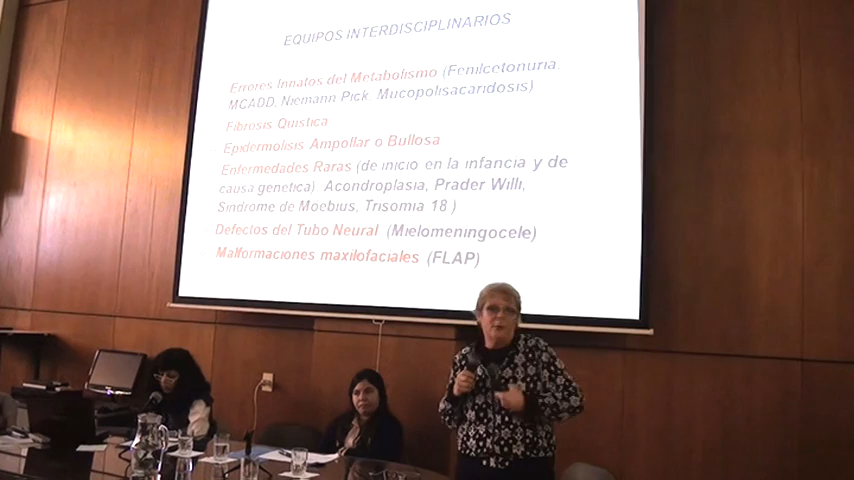 EQUIPOS INTERDISCIPLINARIOS
Errores Innatos del Metabolismo (Fenilcetonuria,
MCADD, Niemann Pick, Mucopolisacaridosis)
Fibrosis Quística
Epidermolisis Ampollar o Bullosa
Enfermedades Raras (de inicio en la infancia y de
causa genética) Acondroplasia, Prader Willi,
Sindrome de Moebius, Trisomia 18 )
Defectos del Tubo Neural (Mielomeningocele)
Malformaciones maxilofaciales (FLAP)